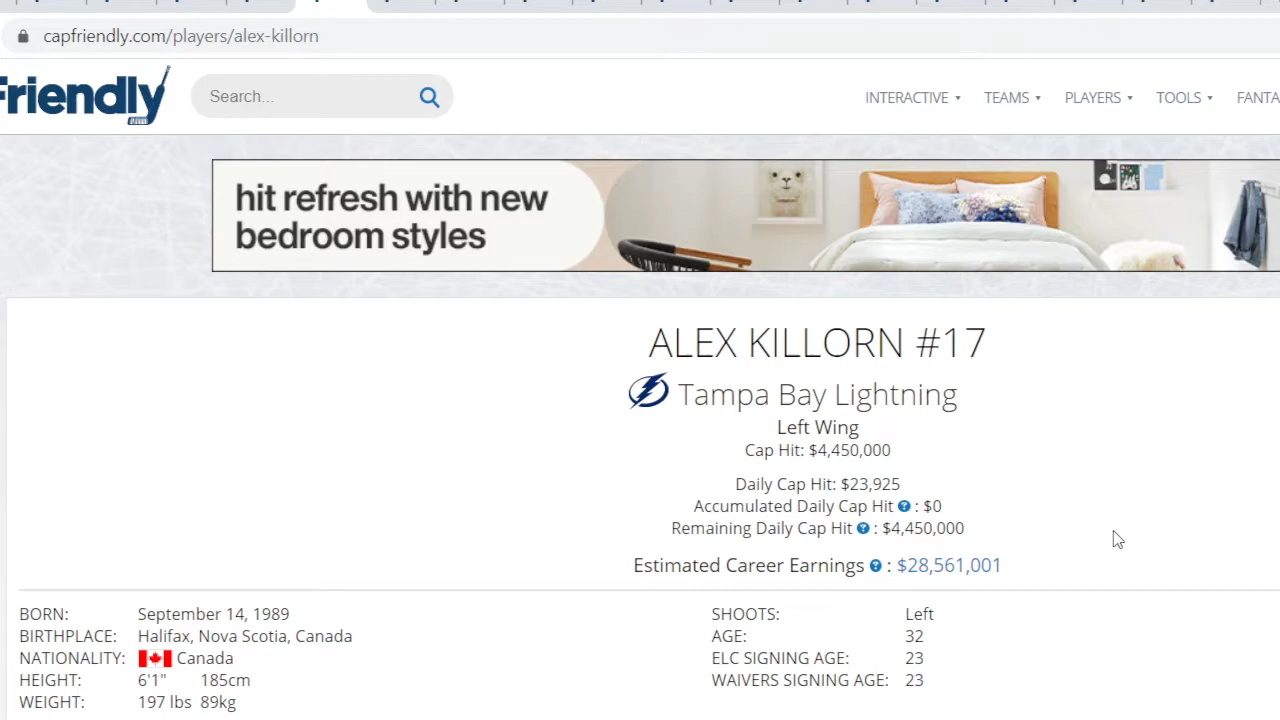 capfriendly.com/players/alex-killorn
Friendly
Search...
INTERACTIVE
TEAMS
PLAYERS
TOOLS
FANTA
hit refresh with new
bedroom styles
ALEX KILLORN #17
Tampa Bay Lightning
Left Wing
Cap Hit: $4,450,000
Daily Cap Hit: $23,925
Accumulated Daily Cap Hit ? : $0
Remaining Daily Cap Hit ? : $4,450,000
Estimated Career Earnings ? : $28,561,001
BORN: September 14, 1989
BIRTHPLACE: Halifax, Nova Scotia, Canada
NATIONALITY: Canada
HEIGHT: 6'1" 185cm
WEIGHT: 197 lbs 89kg
SHOOTS: Left
AGE: 32
ELC SIGNING AGE: 23
WAIVERS SIGNING AGE: 23